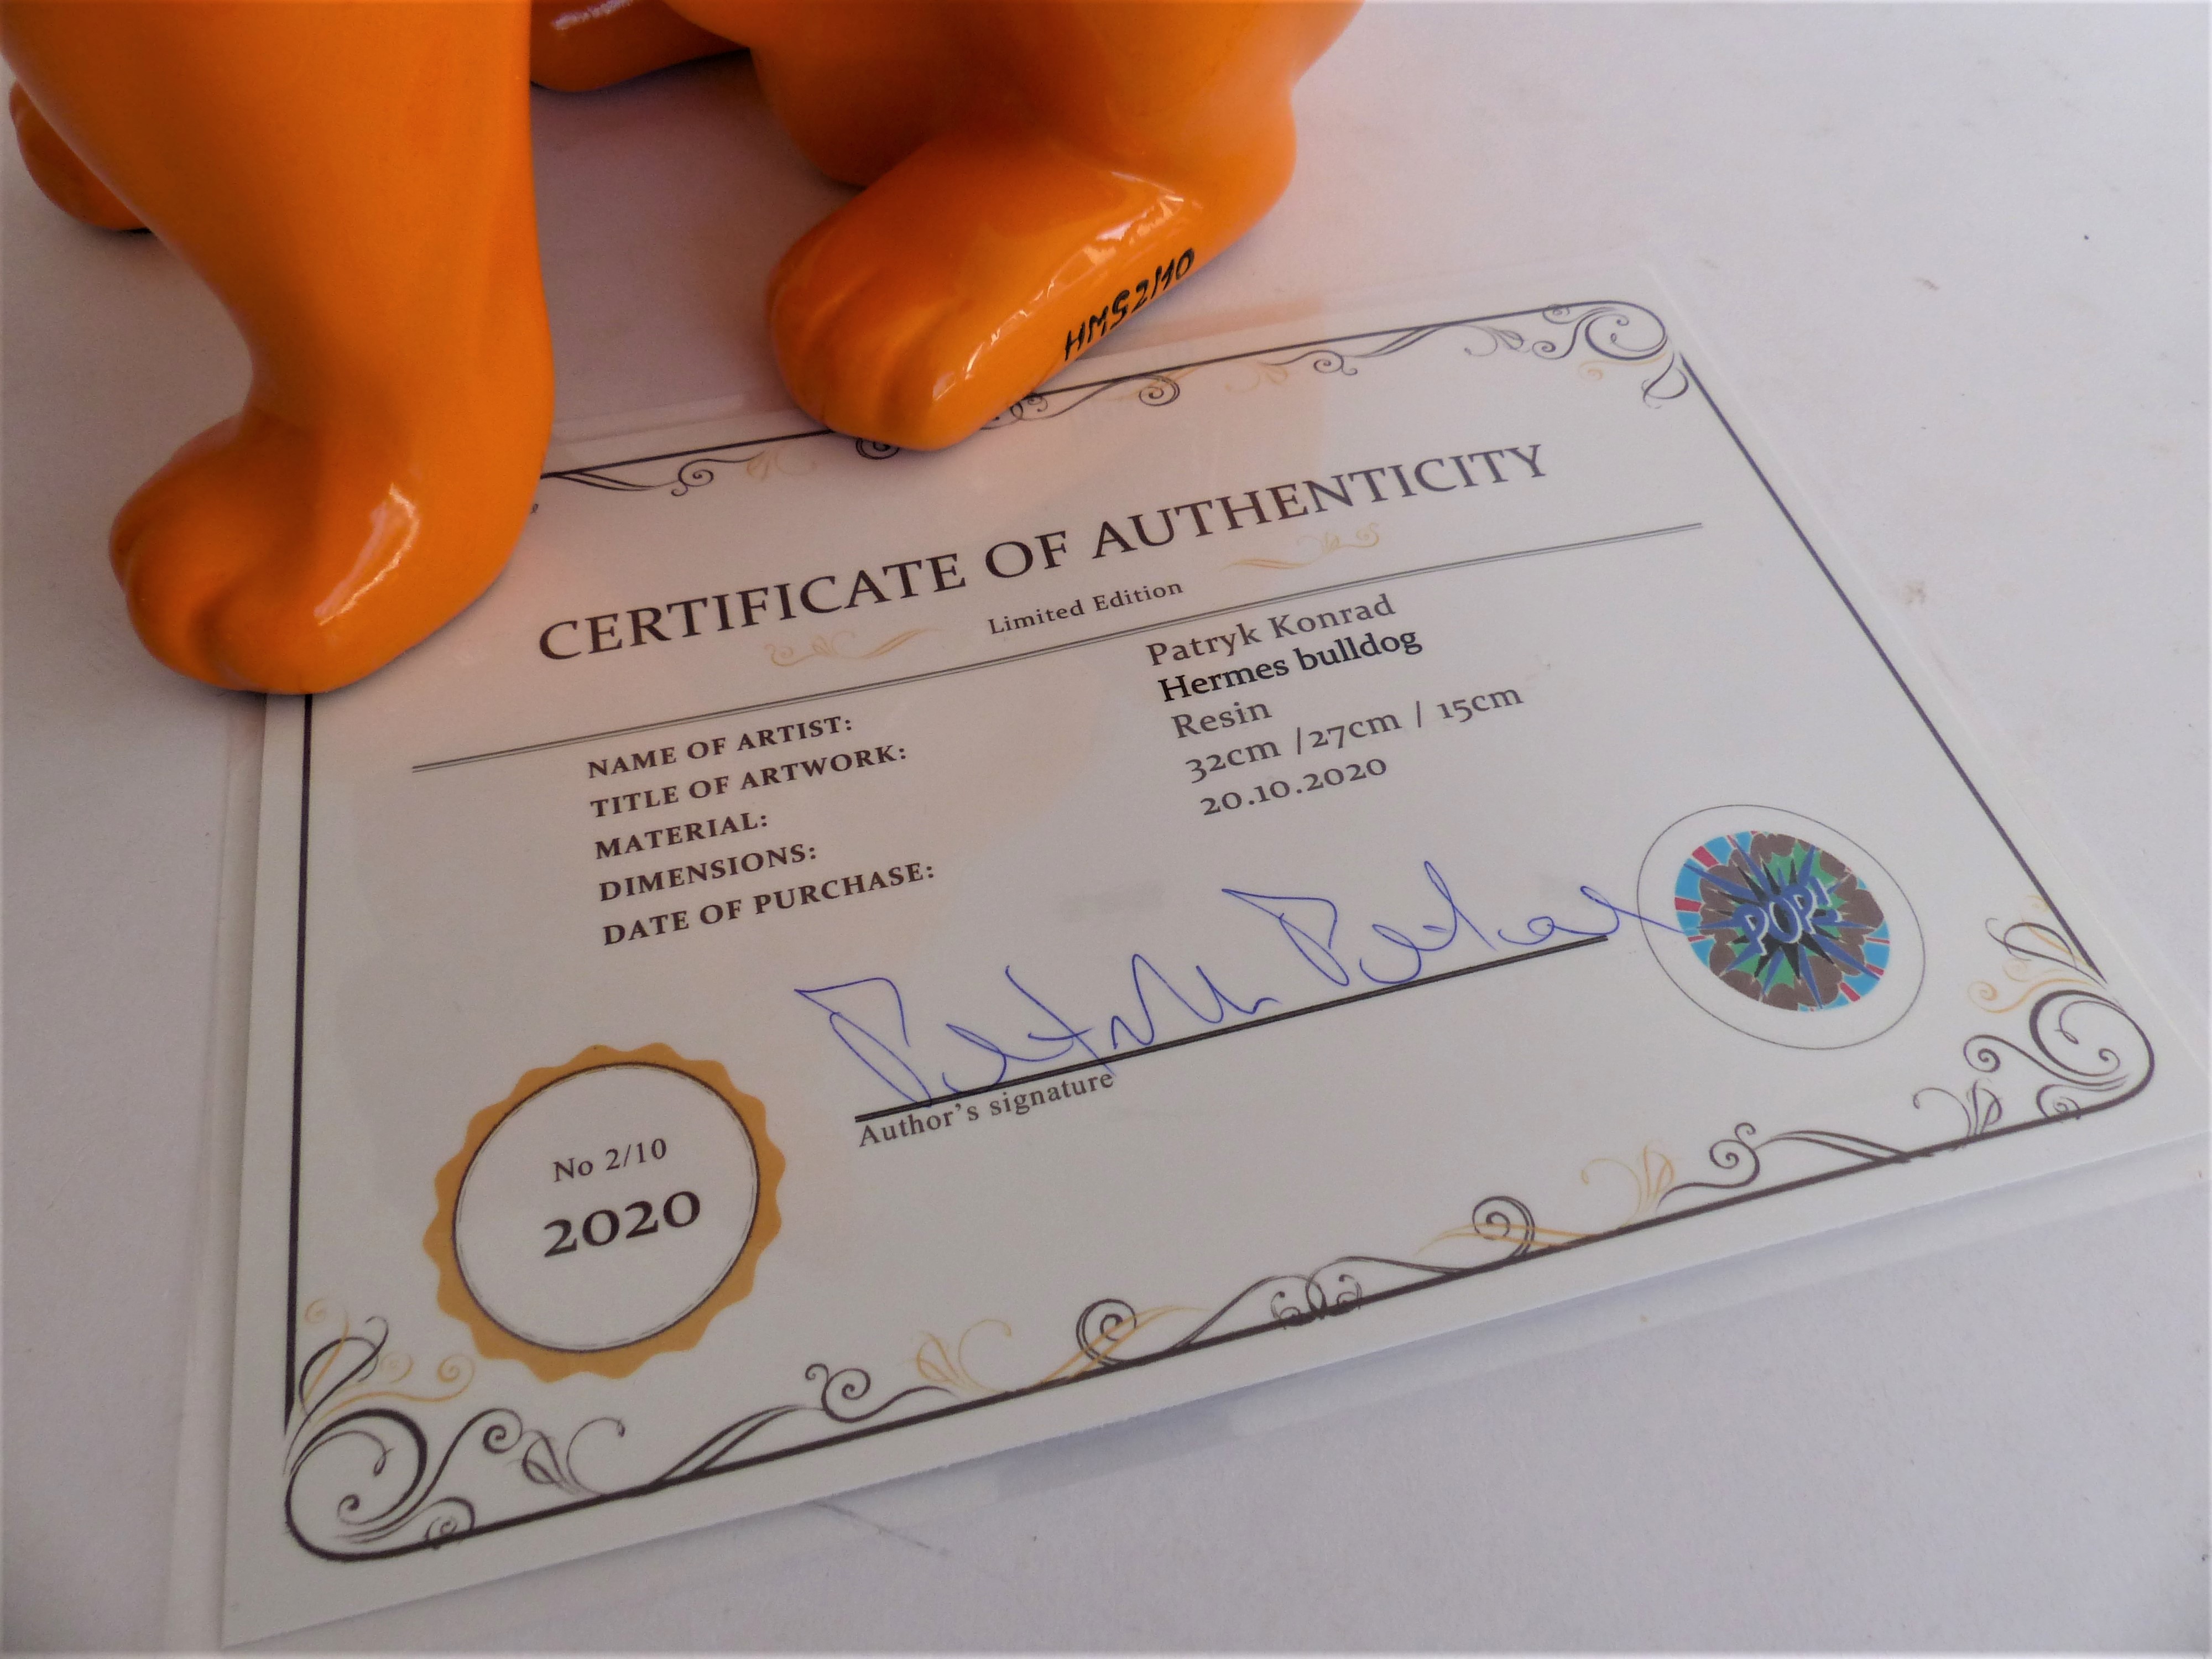 HMS2/10
CERTIFICATE OF AUTHENTICITY
Limited Edition
NAME OF ARTIST: Patryk Konrad
TITLE OF ARTWORK: Hermes bulldog
MATERIAL: Resin
DIMENSIONS: 32cm /27cm / 15cm
DATE OF PURCHASE: 20.10.2020
POP!
Author's signature
No 2/10
2020